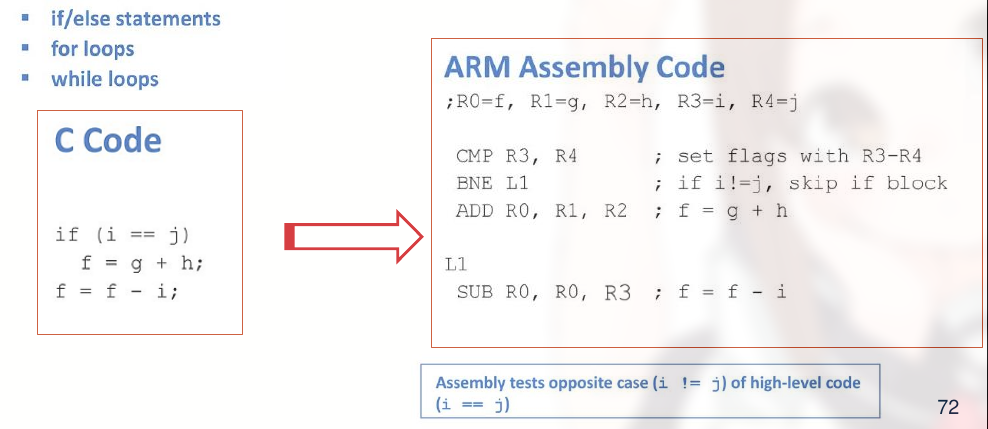 ▪ if/else statements
▪ for loops
▪ while loops
C Code
if (i == j)
  f = g + h;
f = f - i;
ARM Assembly Code
;R0=f, R1=g, R2=h, R3=i, R4=j
CMP R3, R4 ; set flags with R3-R4
BNE L1 ; if i!=j, skip if block
ADD R0, R1, R2 ; f = g + h
L1
SUB R0, R0, R3 ; f = f - i
Assembly tests opposite case (i != j) of high-level code
(i == j)
72